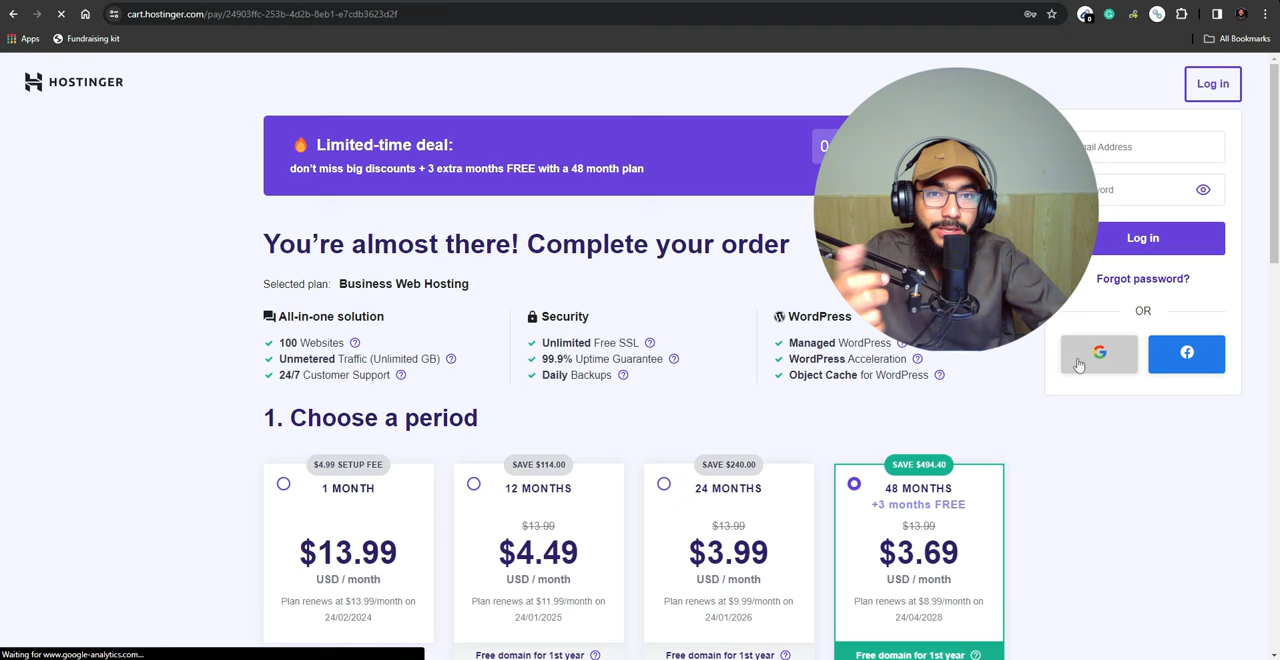 cart.hostinger.com/pay/24903ffc-253b-4d2b-8eb1-e7cdb3623d2f
0
Apps
Fundraising kit
All Bookmarks
HOSTINGER
Log in
Limited-time deal:
0
don't miss big discounts + 3 extra months FREE with a 48 month plan
ail Address
word
Log in
Forgot password?
OR
You're almost there! Complete your order
Selected plan: Business Web Hosting
All-in-one solution
100 Websites
Unmetered Traffic (Unlimited GB)
24/7 Customer Support
Security
Unlimited Free SSL
99.9% Uptime Guarantee
Daily Backups
WordPress
Managed WordPress
WordPress Acceleration
Object Cache for WordPress
1. Choose a period
$4.99 SETUP FEE
1 MONTH
$13.99
USD / month
Plan renews at $13.99/month on
24/02/2024
SAVE $114.00
12 MONTHS
$13.99
$4.49
USD / month
Plan renews at $11.99/month on
24/01/2025
Free domain for 1st year
SAVE $240.00
24 MONTHS
$13.99
$3.99
USD / month
Plan renews at $9.99/month on
24/01/2026
Free domain for 1st year
SAVE $494.40
48 MONTHS
+3 months FREE
$13.99
$3.69
USD / month
Plan renews at $8.99/month on
24/04/2028
Free domain for 1st year
Waiting for www.google-analytics.com...